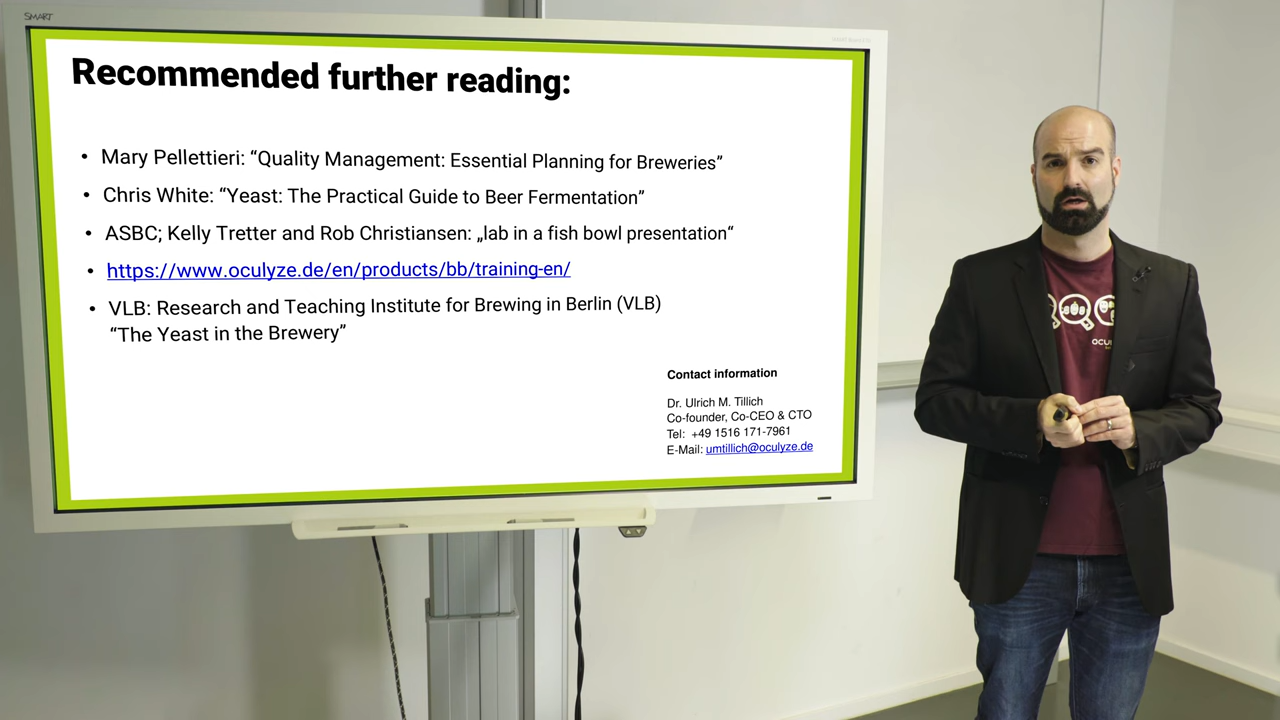 SMART
Recommended further reading:
• Mary Pellettieri: “Quality Management: Essential Planning for Breweries”
• Chris White: “Yeast: The Practical Guide to Beer Fermentation”
• ASBC; Kelly Tretter and Rob Christiansen: „lab in a fish bowl presentation“
• https://www.oculyze.de/en/products/bb/training-en/
• VLB: Research and Teaching Institute for Brewing in Berlin (VLB)
“The Yeast in the Brewery”
Contact information
Dr. Ulrich M. Tillich
Co-founder, Co-CEO & CTO
Tel: +49 1516 171-7961
E-Mail: umtillich@oculyze.de
OCU